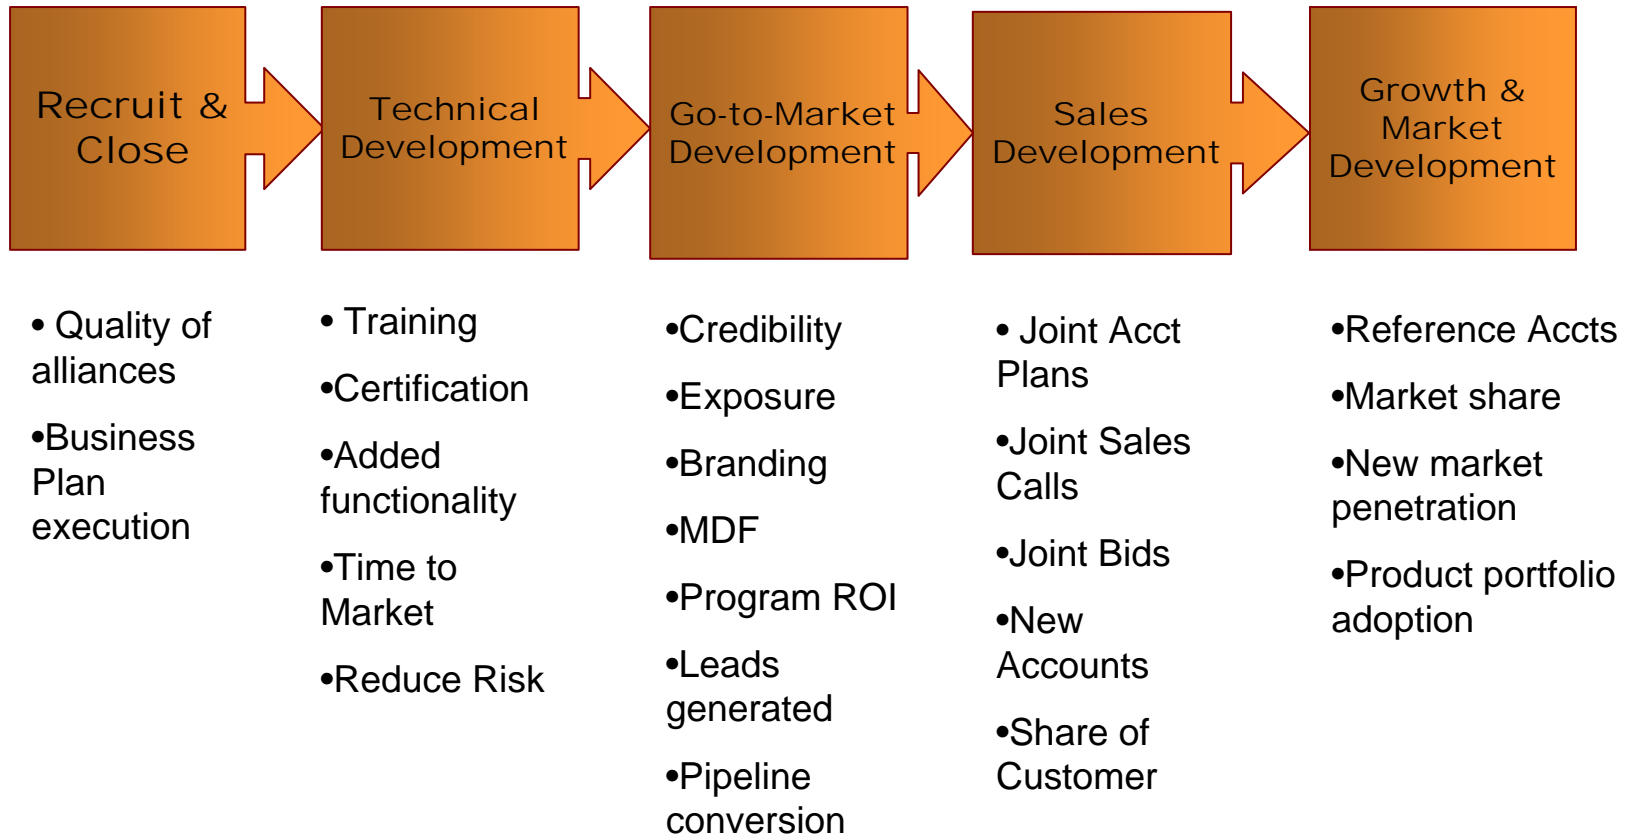 Recruit &
Close
Technical
Development
Go-to-Market
Development
Sales
Development
Growth &
Market
Development
• Quality of
alliances
•Business
Plan
execution
• Training
•Certification
•Added
functionality
•Time to
Market
•Reduce Risk
•Credibility
•Exposure
•Branding
•MDF
•Program ROI
•Leads
generated
•Pipeline
conversion
• Joint Acct
Plans
•Joint Sales
Calls
•Joint Bids
•New
Accounts
•Share of
Customer
•Reference Accts
•Market share
•New market
penetration
•Product portfolio
adoption